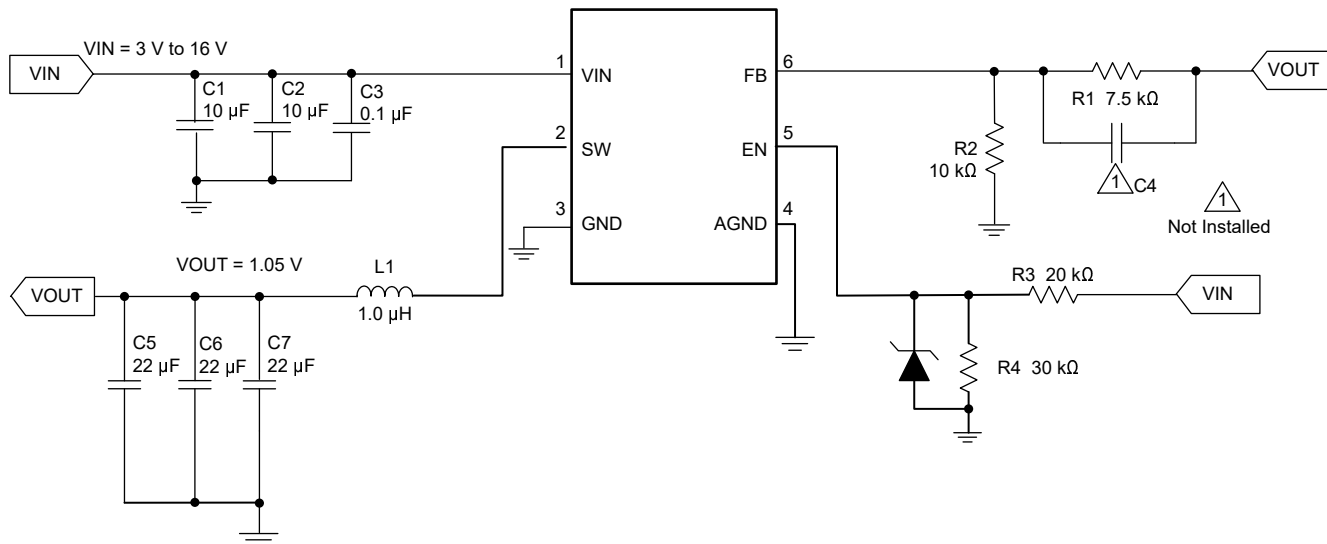 VIN = 3 V to 16 V
VIN
C1
10 µF
C2
10 µF
C3
0.1 µF
1
VIN
2
SW
3
GND
FB
6
EN
5
AGND
4
R1 7.5 kΩ
VOUT
R2
10 kΩ
1
C4
1
Not Installed
VOUT = 1.05 V
VOUT
L1
1.0 µH
C5
22 µF
C6
22 µF
C7
22 µF
R3 20 kΩ
VIN
R4 30 kΩ